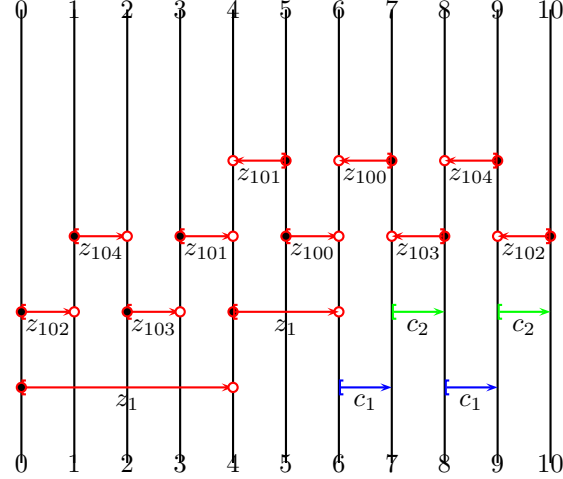 0 1 2 3 4 5 6 7 8 9 10
z₁₀₁ z₁₀₀ z₁₀₄
z₁₀₄ z₁₀₁ z₁₀₀ z₁₀₃ z₁₀₂
z₁₀₂ z₁₀₃ z₁ c₂ c₂
z₁ c₁ c₁
0 1 2 3 4 5 6 7 8 9 10